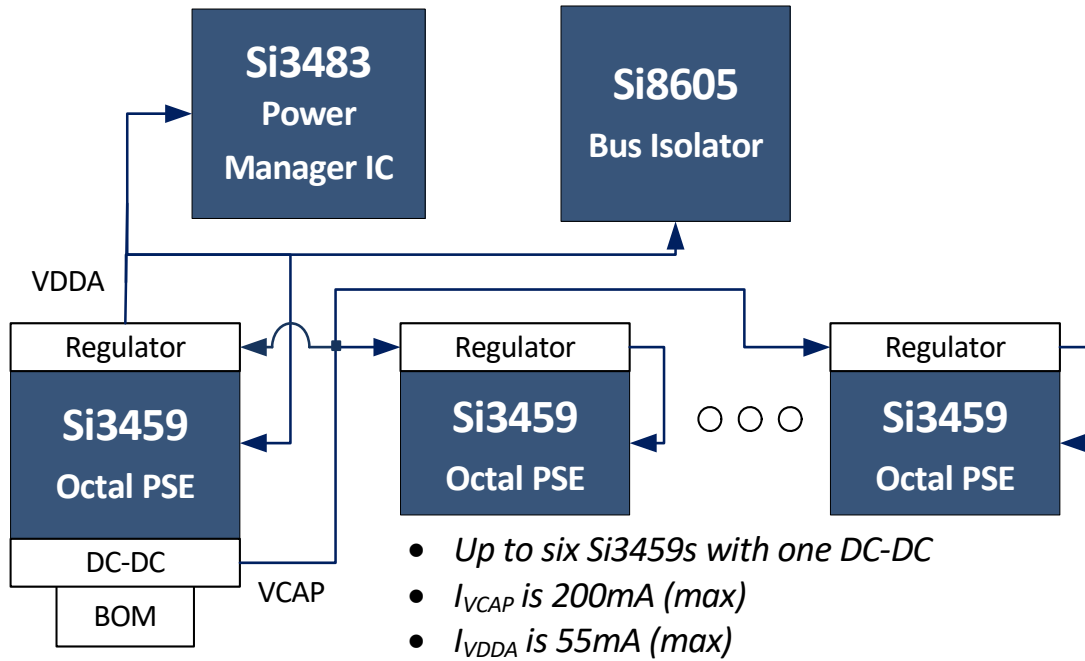 Si3483
Power
Manager IC
Si8605
Bus Isolator
VDDA
Regulator
Si3459
Octal PSE
DC-DC
BOM
VCAP
Regulator
Si3459
Octal PSE
Regulator
Si3459
Octal PSE
• Up to six Si3459s with one DC-DC
• IVCAP is 200mA (max)
• IVDDA is 55mA (max)